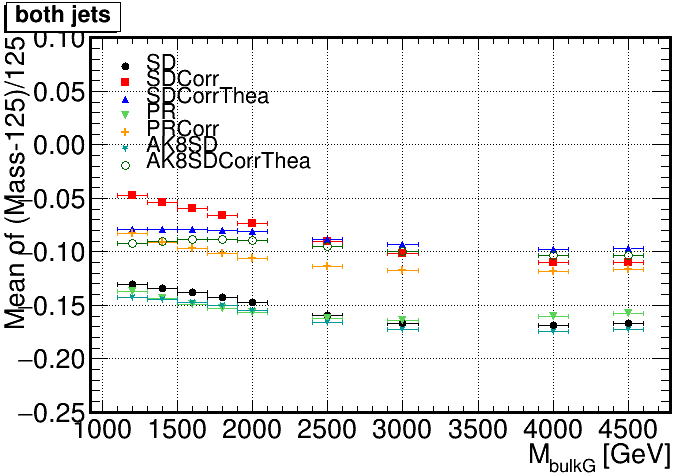 both jets
Mean of (Mass-125)/125
0.10
0.05
0.00
−0.05
−0.10
−0.15
−0.20
−0.25
SD
SDCorr
SDCorrThea
PR
PRCorr
AK8SD
AK8SDCorrThea
1000 1500 2000 2500 3000 3500 4000 4500
M_bulkG [GeV]